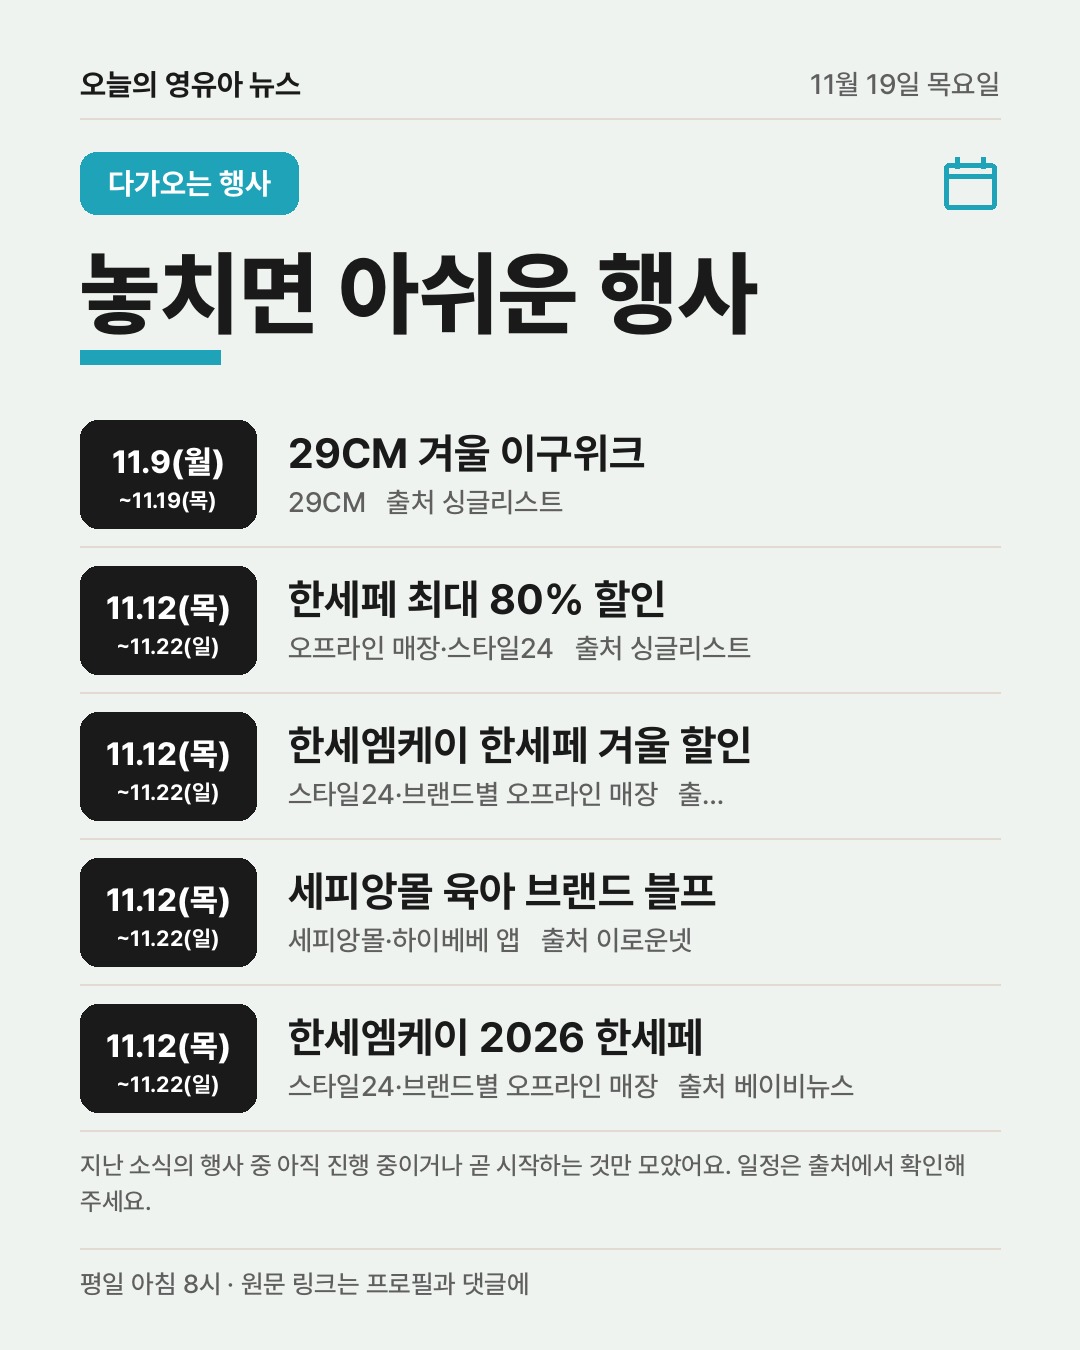 오늘의 영유아 뉴스
11월 19일 목요일
다가오는 행사
놓치면 아쉬운 행사
11.9(월)
~11.19(목)
29CM 겨울 이구위크
29CM 출처 싱글리스트
11.12(목)
~11.22(일)
한세페 최대 80% 할인
오프라인 매장·스타일24 출처 싱글리스트
11.12(목)
~11.22(일)
한세엠케이 한세페 겨울 할인
스타일24·브랜드별 오프라인 매장 출...
11.12(목)
~11.22(일)
세피앙몰 육아 브랜드 블프
세피앙몰·하이베베 앱 출처 이로운넷
11.12(목)
~11.22(일)
한세엠케이 2026 한세페
스타일24·브랜드별 오프라인 매장 출처 베이비뉴스
지난 소식의 행사 중 아직 진행 중이거나 곧 시작하는 것만 모았어요. 일정은 출처에서 확인해
주세요.
평일 아침 8시 · 원문 링크는 프로필과 댓글에